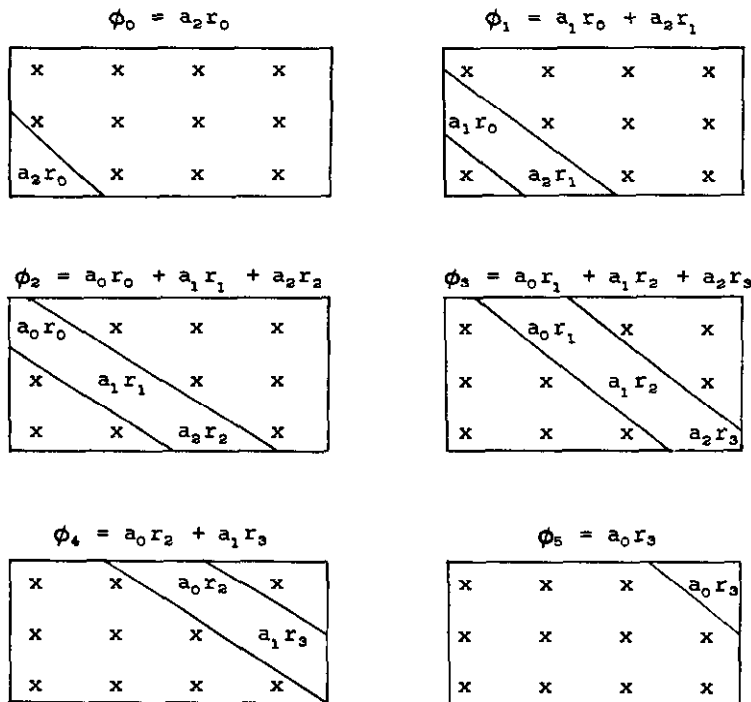 ϕ₀ = a₂r₀
x x x x
x x x x
a₂r₀ x x x
ϕ₁ = a₁r₀ + a₂r₁
x x x x
a₁r₀ x x x
x a₂r₁ x x
ϕ₂ = a₀r₀ + a₁r₁ + a₂r₂
a₀r₀ x x x
x a₁r₁ x x
x x a₂r₂ x
ϕ₃ = a₀r₁ + a₁r₂ + a₂r₃
x a₀r₁ x x
x x a₁r₂ x
x x x a₂r₃
ϕ₄ = a₀r₂ + a₁r₃
x x a₀r₂ x
x x x a₁r₃
x x x x
ϕ₅ = a₀r₃
x x x a₀r₃
x x x x
x x x x